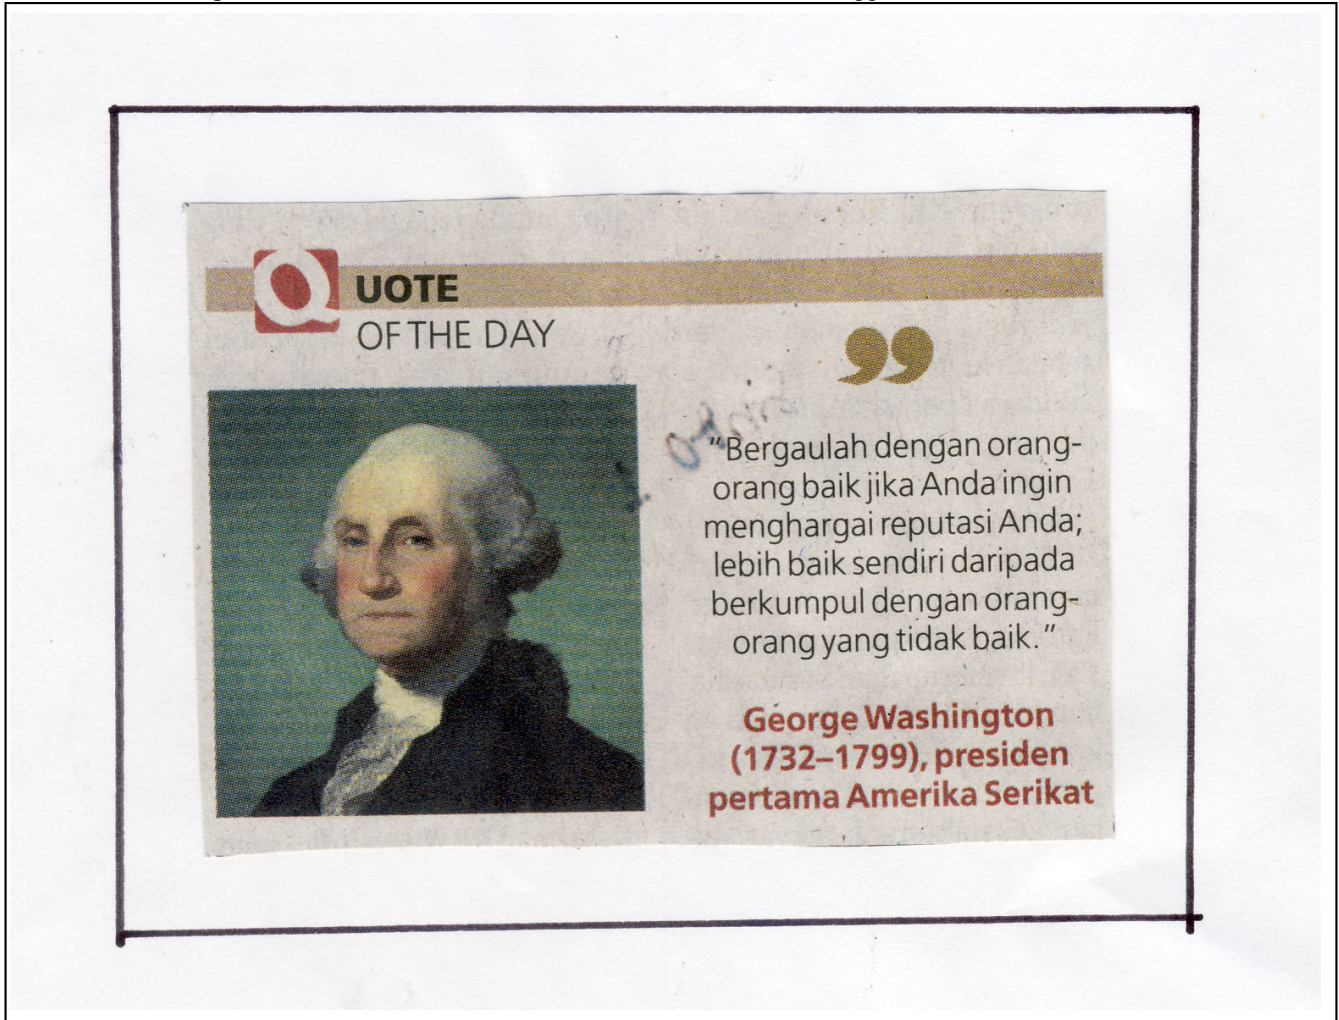 QUOTE
OF THE DAY
"Bergaulah dengan orang-
orang baik jika Anda ingin
menghargai reputasi Anda;
lebih baik sendiri daripada
berkumpul dengan orang-
orang yang tidak baik."
George Washington
(1732–1799), presiden
pertama Amerika Serikat